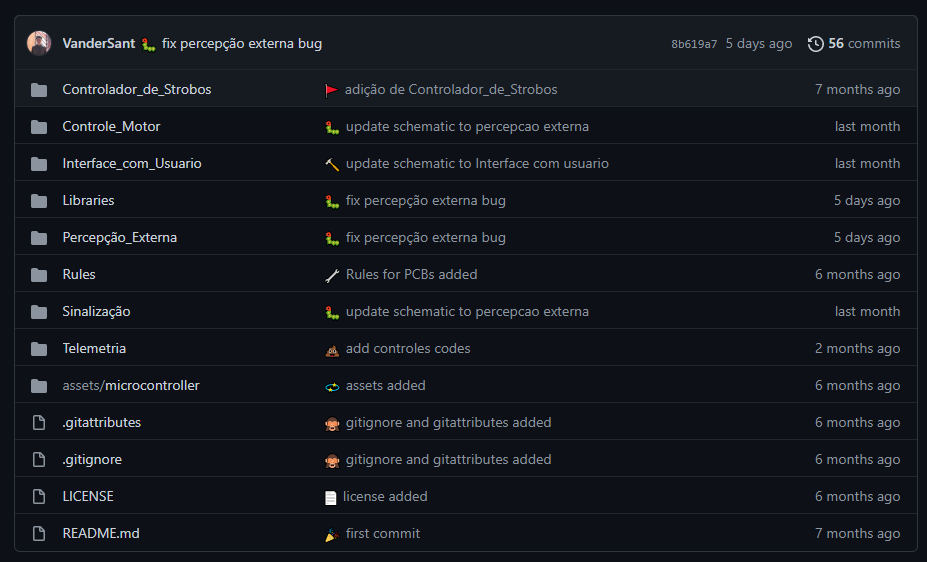 VanderSant 🐛 fix percepção externa bug 8b619a7 5 days ago 56 commits
Controlador_de_Strobos 🚩 adição de Controlador_de_Strobos 7 months ago
Controle_Motor 🐛 update schematic to percepcao externa last month
Interface_com_Usuario 🔨 update schematic to Interface com usuario last month
Libraries 🐛 fix percepção externa bug 5 days ago
Percepção_Externa 🐛 fix percepção externa bug 5 days ago
Rules 🔧 Rules for PCBs added 6 months ago
Sinalização 🐛 update schematic to percepcao externa last month
Telemetria 💩 add controles codes 2 months ago
assets/microcontroller 💫 assets added 6 months ago
.gitattributes 🙈 gitignore and gitattributes added 6 months ago
.gitignore 🙈 gitignore and gitattributes added 6 months ago
LICENSE 📄 license added 6 months ago
README.md 🎉 first commit 7 months ago